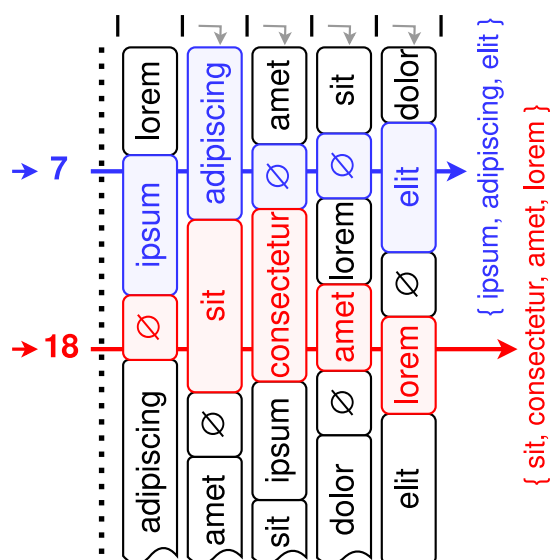 7
18
lorem
ipsum
∅
adipiscing
adipiscing
sit
∅
amet
amet
∅
consectetur
ipsum
sit
sit
∅
lorem
amet
∅
dolor
dolor
elit
∅
lorem
elit
{ ipsum, adipiscing, elit }
{ sit, consectetur, amet, lorem }